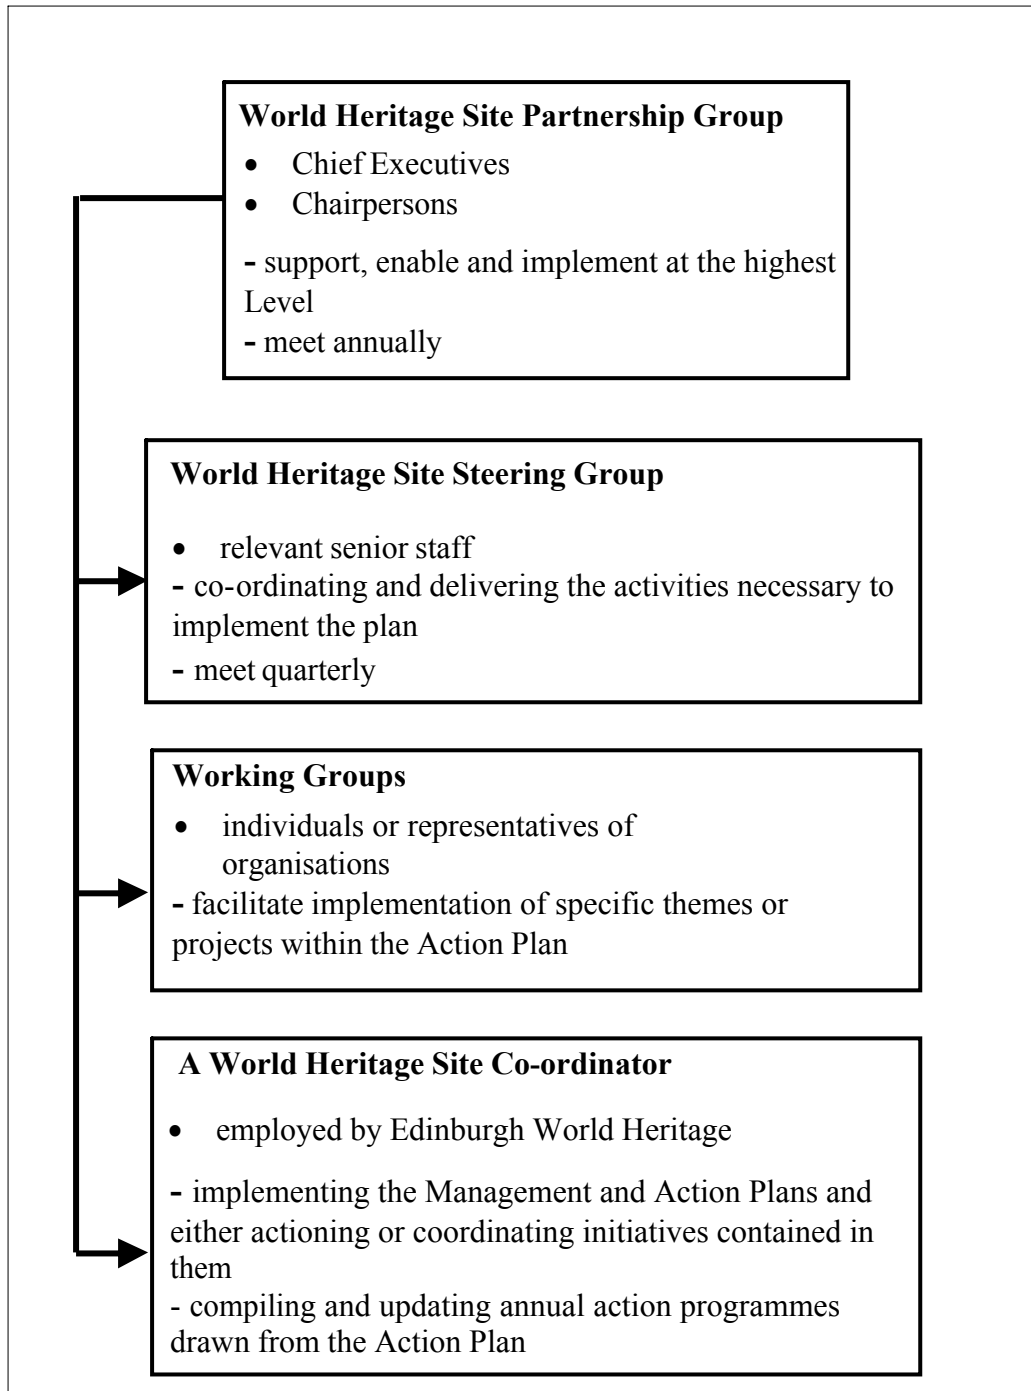 World Heritage Site Partnership Group
• Chief Executives
• Chairpersons
- support, enable and implement at the highest
Level
- meet annually
World Heritage Site Steering Group
• relevant senior staff
- co-ordinating and delivering the activities necessary to
implement the plan
- meet quarterly
Working Groups
• individuals or representatives of
organisations
- facilitate implementation of specific themes or
projects within the Action Plan
A World Heritage Site Co-ordinator
• employed by Edinburgh World Heritage
- implementing the Management and Action Plans and
either actioning or coordinating initiatives contained in
them
- compiling and updating annual action programmes
drawn from the Action Plan